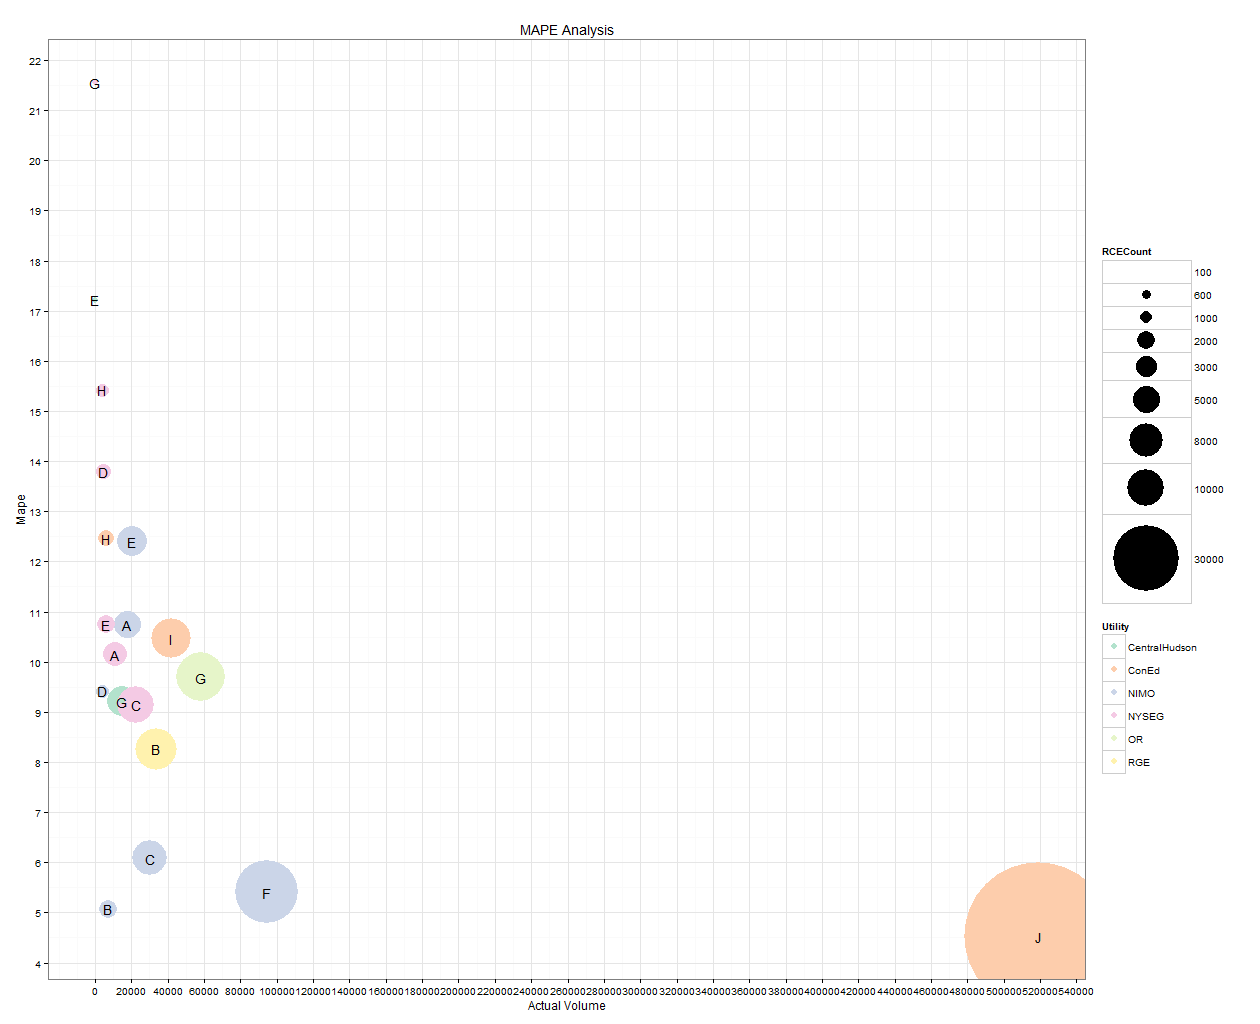 MAPE Analysis
Mape
22
21
20
19
18
17
16
15
14
13
12
11
10
9
8
7
6
5
4
G
E
H
D
H
E
E
A
I
A
G
D
G
C
B
C
F
B
J
0 20000 40000 60000 80000 100000 120000 140000 160000 180000 200000 220000 240000 260000 280000 300000 320000 340000 360000 380000 400000 420000 440000 460000 480000 500000 520000 540000
Actual Volume
RCECount
100
600
1000
2000
3000
5000
8000
10000
30000
Utility
CentralHudson
ConEd
NIMO
NYSEG
OR
RGE